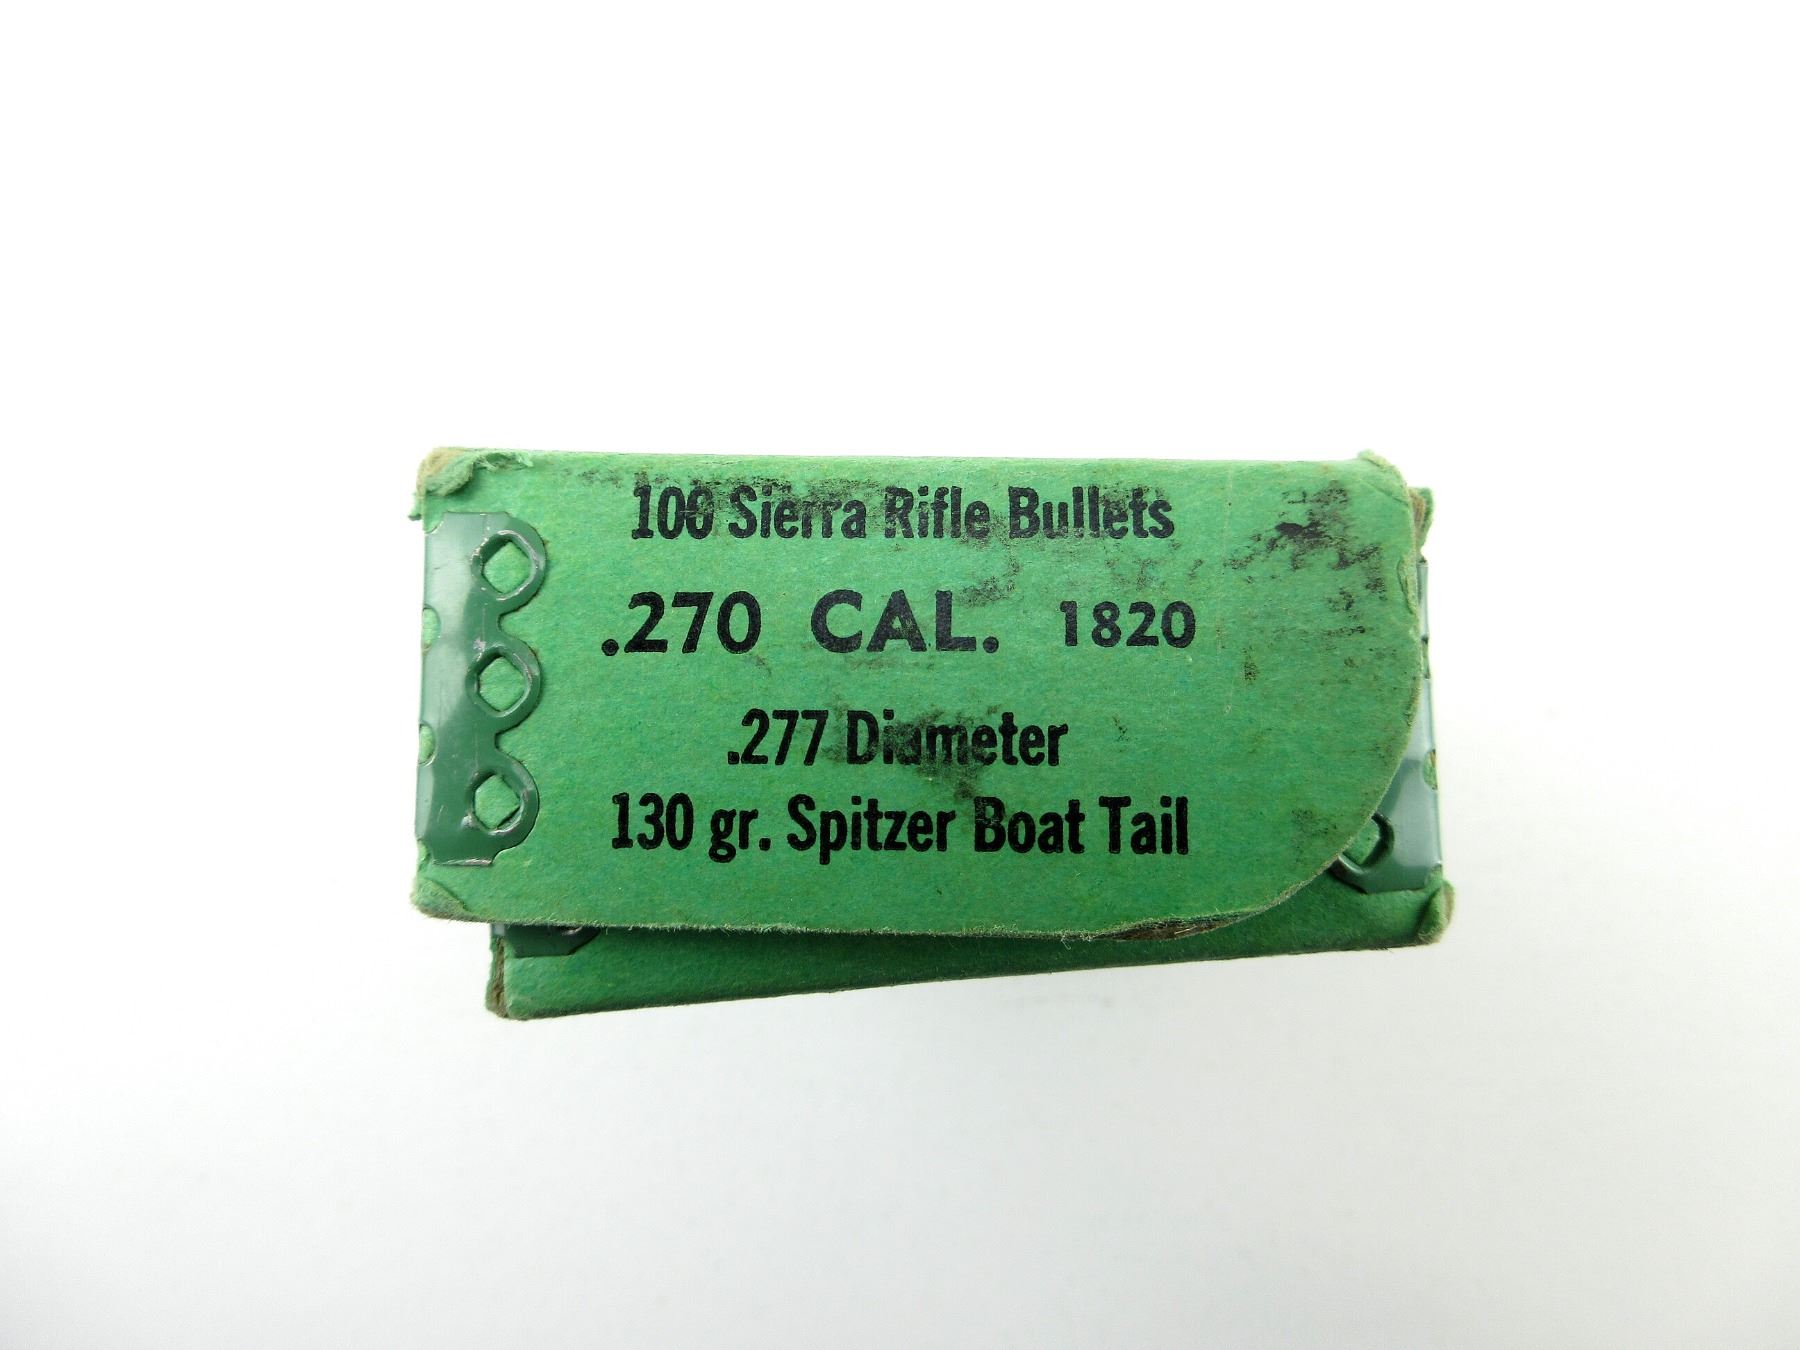 100 Sierra Rifle Bullets
.270 CAL. 1820
.277 Diameter
130 gr. Spitzer Boat Tail